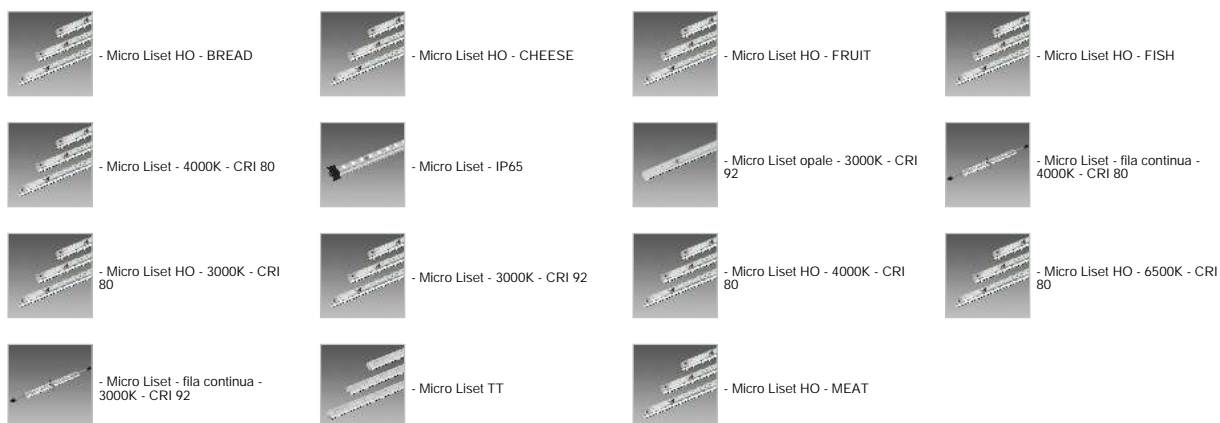 - Micro Liset HO - BREAD
- Micro Liset HO - CHEESE
- Micro Liset HO - FRUIT
- Micro Liset HO - FISH
- Micro Liset - 4000K - CRI 80
- Micro Liset - IP65
- Micro Liset opale - 3000K - CRI
92
- Micro Liset - fila continua -
4000K - CRI 80
- Micro Liset HO - 3000K - CRI
80
- Micro Liset - 3000K - CRI 92
- Micro Liset HO - 4000K - CRI
80
- Micro Liset HO - 6500K - CRI
80
- Micro Liset - fila continua -
3000K - CRI 92
- Micro Liset TT
- Micro Liset HO - MEAT